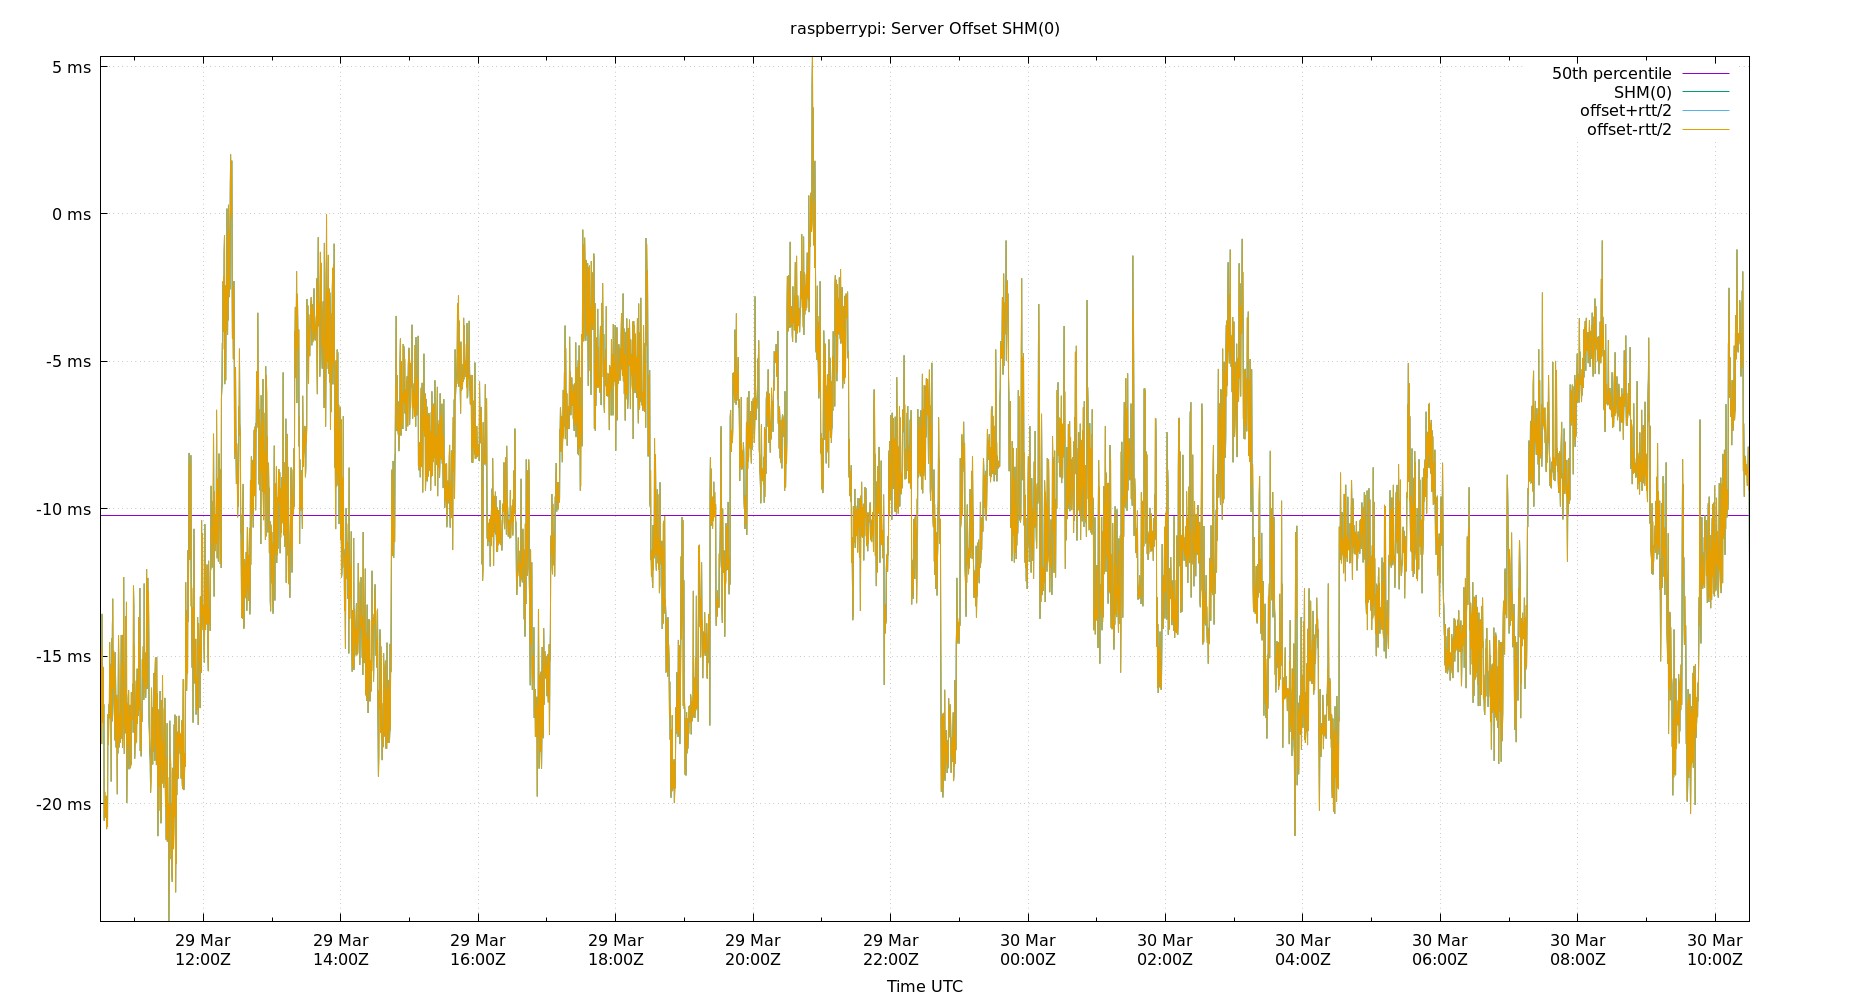 raspberrypi: Server Offset SHM(0)
5 ms
0 ms
-5 ms
-10 ms
-15 ms
-20 ms
50th percentile
SHM(0)
offset+rtt/2
offset-rtt/2
29 Mar 29 Mar 29 Mar 29 Mar 29 Mar 29 Mar 30 Mar 30 Mar 30 Mar 30 Mar 30 Mar 30 Mar
12:00Z 14:00Z 16:00Z 18:00Z 20:00Z 22:00Z 00:00Z 02:00Z 04:00Z 06:00Z 08:00Z 10:00Z
Time UTC